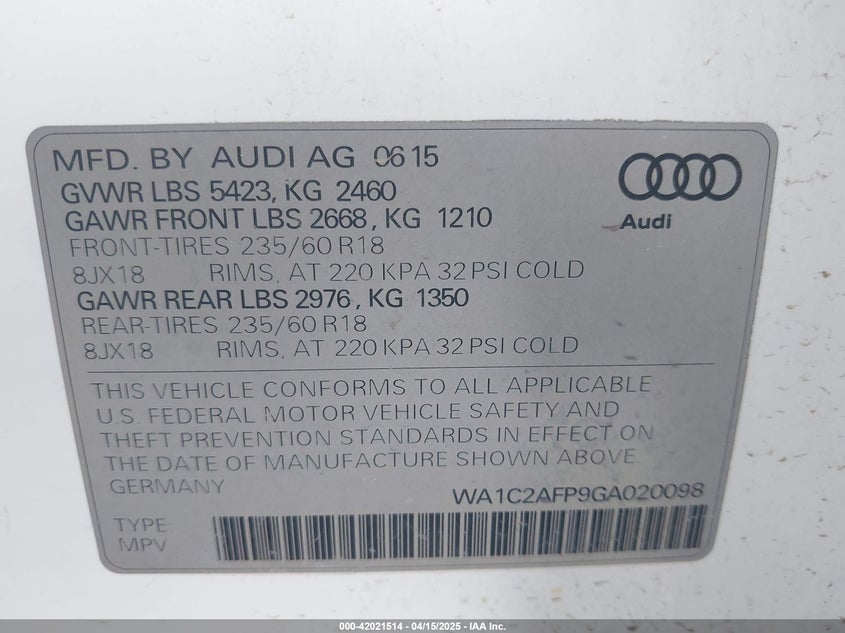 MFD. BY AUDI AG 0615
GVWR LBS 5423, KG 2460
GAWR FRONT LBS 2668, KG 1210
FRONT-TIRES 235/60 R18
8JX18 RIMS, AT 220 KPA 32 PSI COLD
GAWR REAR LBS 2976, KG 1350
REAR-TIRES 235/60 R18
8JX18 RIMS, AT 220 KPA 32 PSI COLD
Audi
THIS VEHICLE CONFORMS TO ALL APPLICABLE
U.S. FEDERAL MOTOR VEHICLE SAFETY AND
THEFT PREVENTION STANDARDS IN EFFECT ON
THE DATE OF MANUFACTURE SHOWN ABOVE
GERMANY
WA1C2AFP9GA020098
TYPE:
MPV
000-42021514 - 04/15/2025 - IAA Inc.